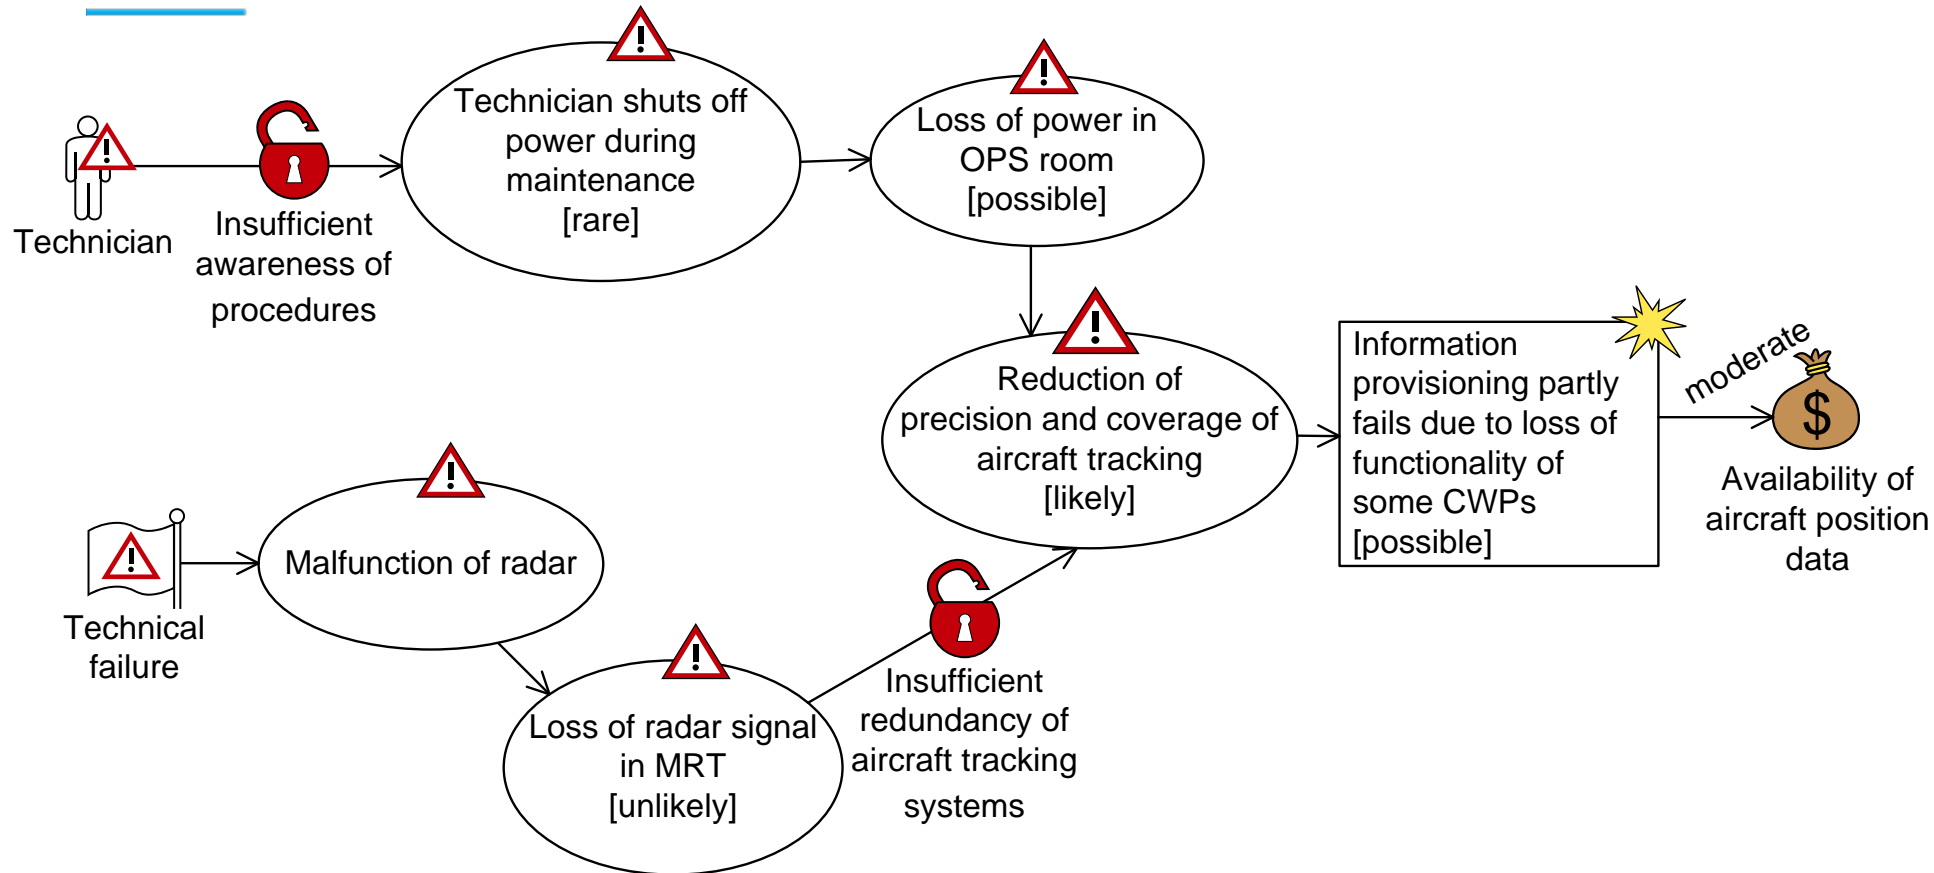 Technician
Insufficient
awareness of
procedures
Technician shuts off
power during
maintenance
[rare]
Loss of power in
OPS room
[possible]
Technical
failure
Malfunction of radar
Loss of radar signal
in MRT
[unlikely]
Insufficient
redundancy of
aircraft tracking
systems
Reduction of
precision and coverage of
aircraft tracking
[likely]
Information
provisioning partly
fails due to loss of
functionality of
some CWPs
[possible]
moderate
$
Availability of
aircraft position
data